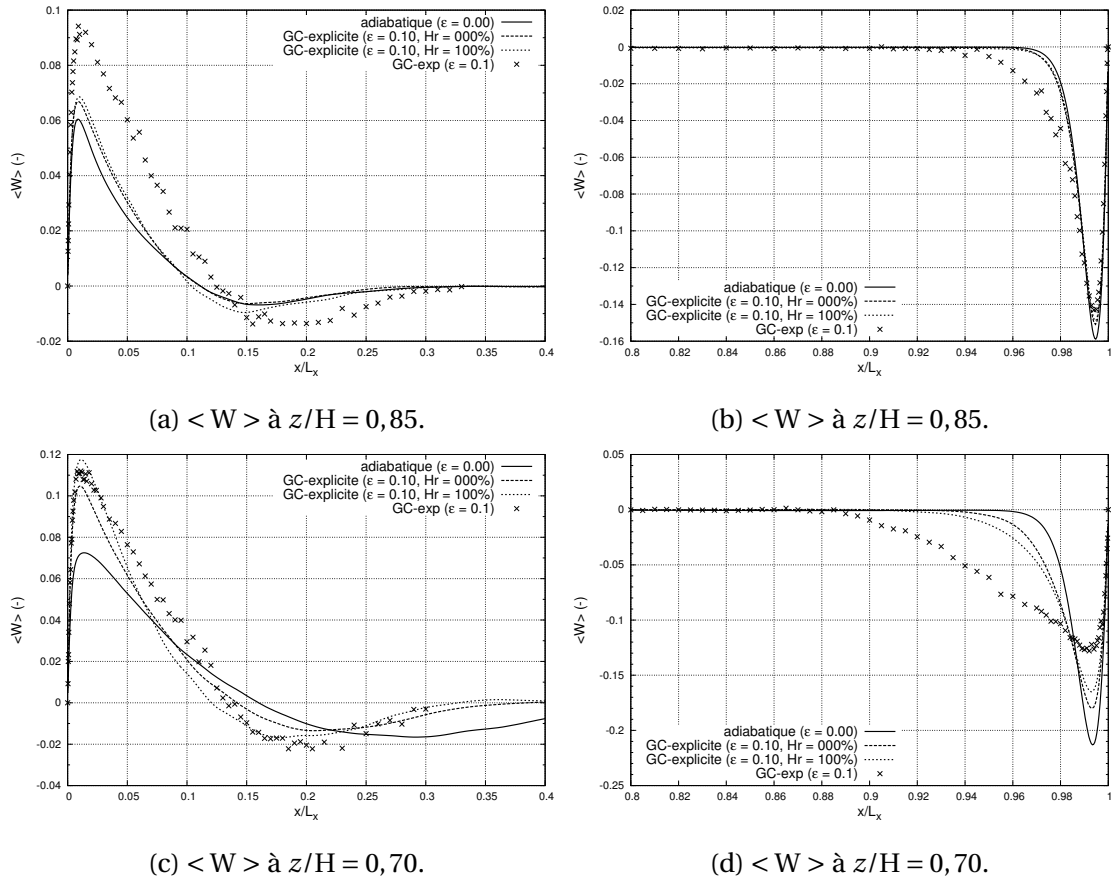 0.1
0.08
0.06
0.04
0.02
0
-0.02
<W> (-)
0 0.05 0.1 0.15 0.2 0.25 0.3 0.35 0.4
x/Lx
adiabatique (ε = 0.00)
GC-explicite (ε = 0.10, Hr = 000%)
GC-explicite (ε = 0.10, Hr = 100%)
GC-exp (ε = 0.1)
(a) < W > à z/H = 0,85.
0.02
0
-0.02
-0.04
-0.06
-0.08
-0.1
-0.12
-0.14
-0.16
<W> (-)
0.8 0.82 0.84 0.86 0.88 0.9 0.92 0.94 0.96 0.98 1
x/Lx
adiabatique (ε = 0.00)
GC-explicite (ε = 0.10, Hr = 000%)
GC-explicite (ε = 0.10, Hr = 100%)
GC-exp (ε = 0.1)
(b) < W > à z/H = 0,85.
0.12
0.1
0.08
0.06
0.04
0.02
0
-0.02
-0.04
<W> (-)
0 0.05 0.1 0.15 0.2 0.25 0.3 0.35 0.4
x/Lx
adiabatique (ε = 0.00)
GC-explicite (ε = 0.10, Hr = 000%)
GC-explicite (ε = 0.10, Hr = 100%)
GC-exp (ε = 0.1)
(c) < W > à z/H = 0,70.
0.05
0
-0.05
-0.1
-0.15
-0.2
-0.25
<W> (-)
0.8 0.82 0.84 0.86 0.88 0.9 0.92 0.94 0.96 0.98 1
x/Lx
adiabatique (ε = 0.00)
GC-explicite (ε = 0.10, Hr = 000%)
GC-explicite (ε = 0.10, Hr = 100%)
GC-exp (ε = 0.1)
(d) < W > à z/H = 0,70.